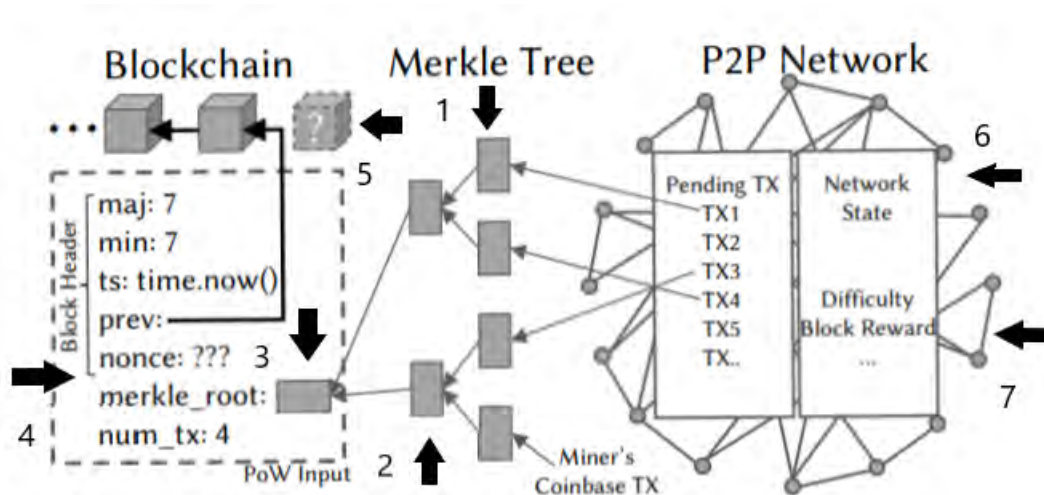 Blockchain
Merkle Tree
P2P Network
1
?
5
6
Block Header
maj: 7
min: 7
ts: time.now()
prev:
nonce: ???
3
merkle_root:
4
num_tx: 4
PoW Input
2
Miner's
Coinbase TX
Pending TX
TX1
TX2
TX3
TX4
TX5
TX..
Network
State
Difficulty
Block Reward
...
7